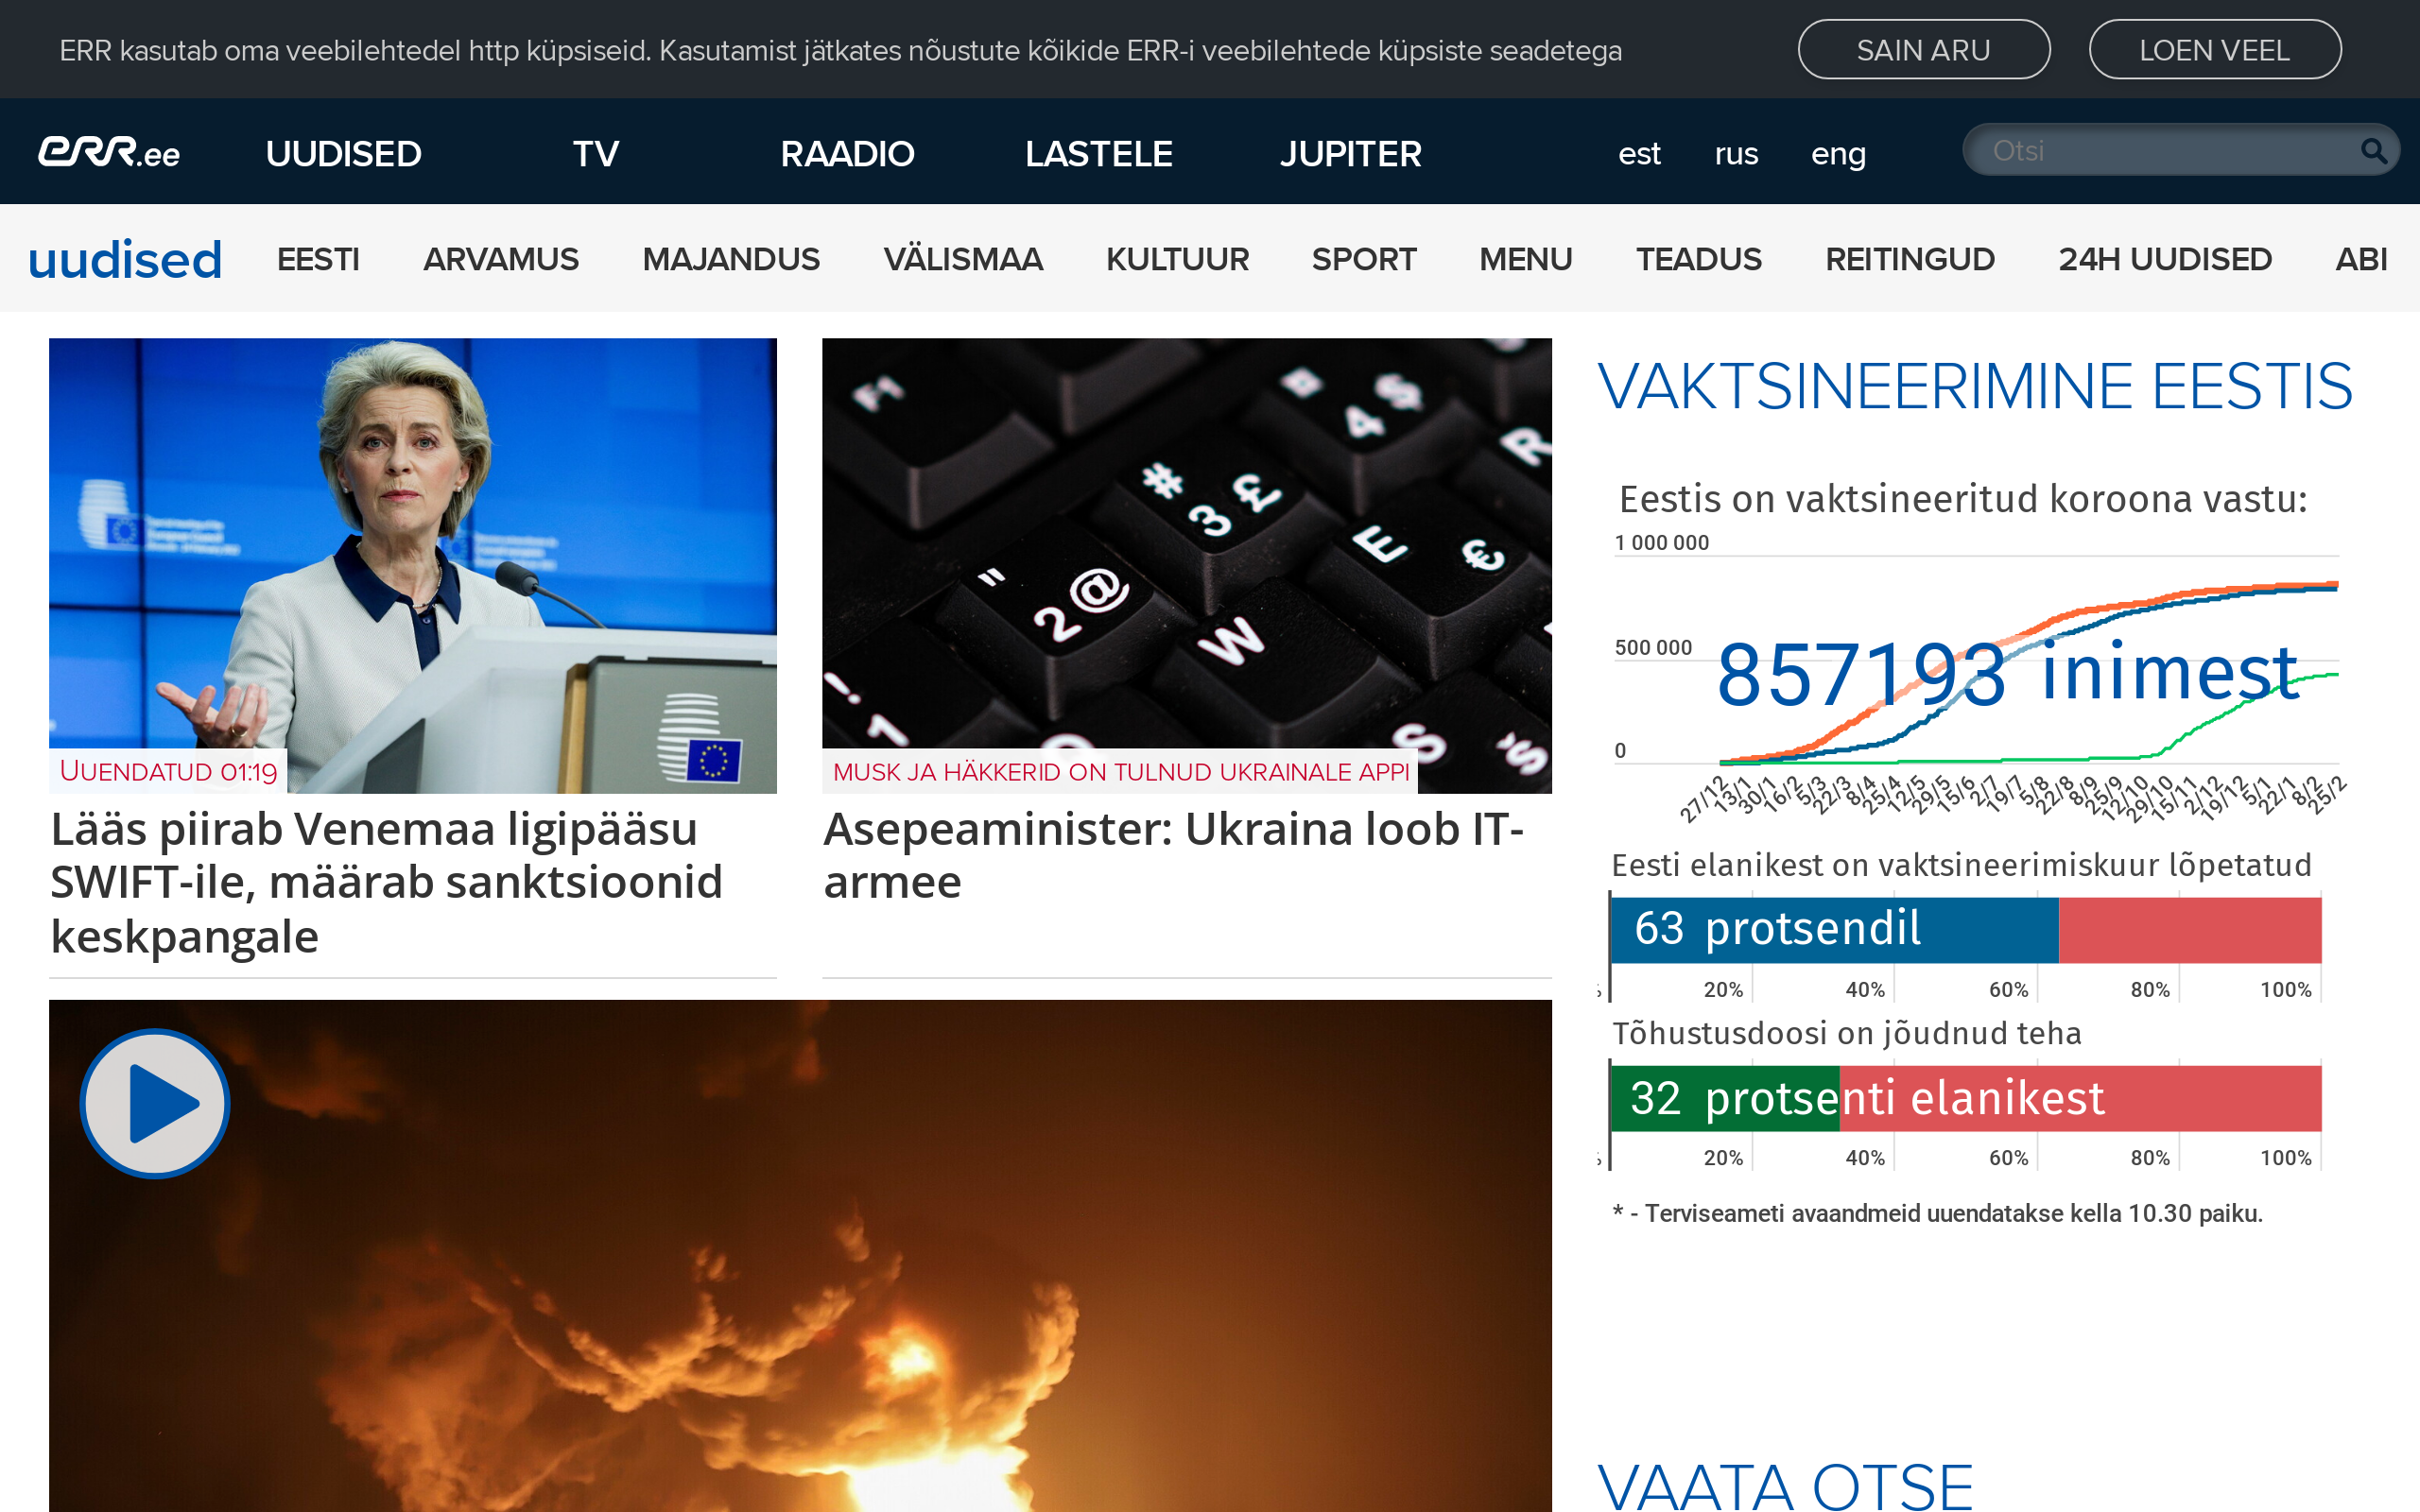 ERR kasutab oma veebilehtedel http küpsiseid. Kasutamist jätkates nõustute kõikide ERR-i veebilehtede küpsiste seadetega
SAIN ARU
LOEN VEEL
err.ee
UUDISED
TV
RAADIO
LASTELE
JUPITER
est
rus
eng
Otsi
uudised
EESTI
ARVAMUS
MAJANDUS
VÄLISMAA
KULTUUR
SPORT
MENU
TEADUS
REITINGUD
24H UUDISED
ABI
UUENDATUD 01:19
Lääs piirab Venemaa ligipääsu
SWIFT-ile, määrab sanktsioonid
keskpangale
F1
# 3 £
$ 4
R
" 2 @
W
E €
S
MUSK JA HÄKKERID ON TULNUD UKRAINALE APPI
Asepeaminister: Ukraina loob IT-
armee
VAKTSINEERIMINE EESTIS
Eestis on vaktsineeritud koroona vastu:
1 000 000
500 000
0
857193 inimest
27/12 13/1 30/1 16/2 5/3 22/3 8/4 25/4 12/5 29/5 15/6 2/7 19/7 5/8 22/8 8/9 25/9 12/10 29/10 15/11 2/12 19/12 5/1 22/1 8/2 25/2
Eesti elanikest on vaktsineerimiskuur lõpetatud
63 protsendil
20% 40% 60% 80% 100%
Tõhustusdoosi on jõudnud teha
32 protsenti elanikest
20% 40% 60% 80% 100%
* - Terviseameti avaandmeid uuendatakse kella 10.30 paiku.
VAATA OTSE